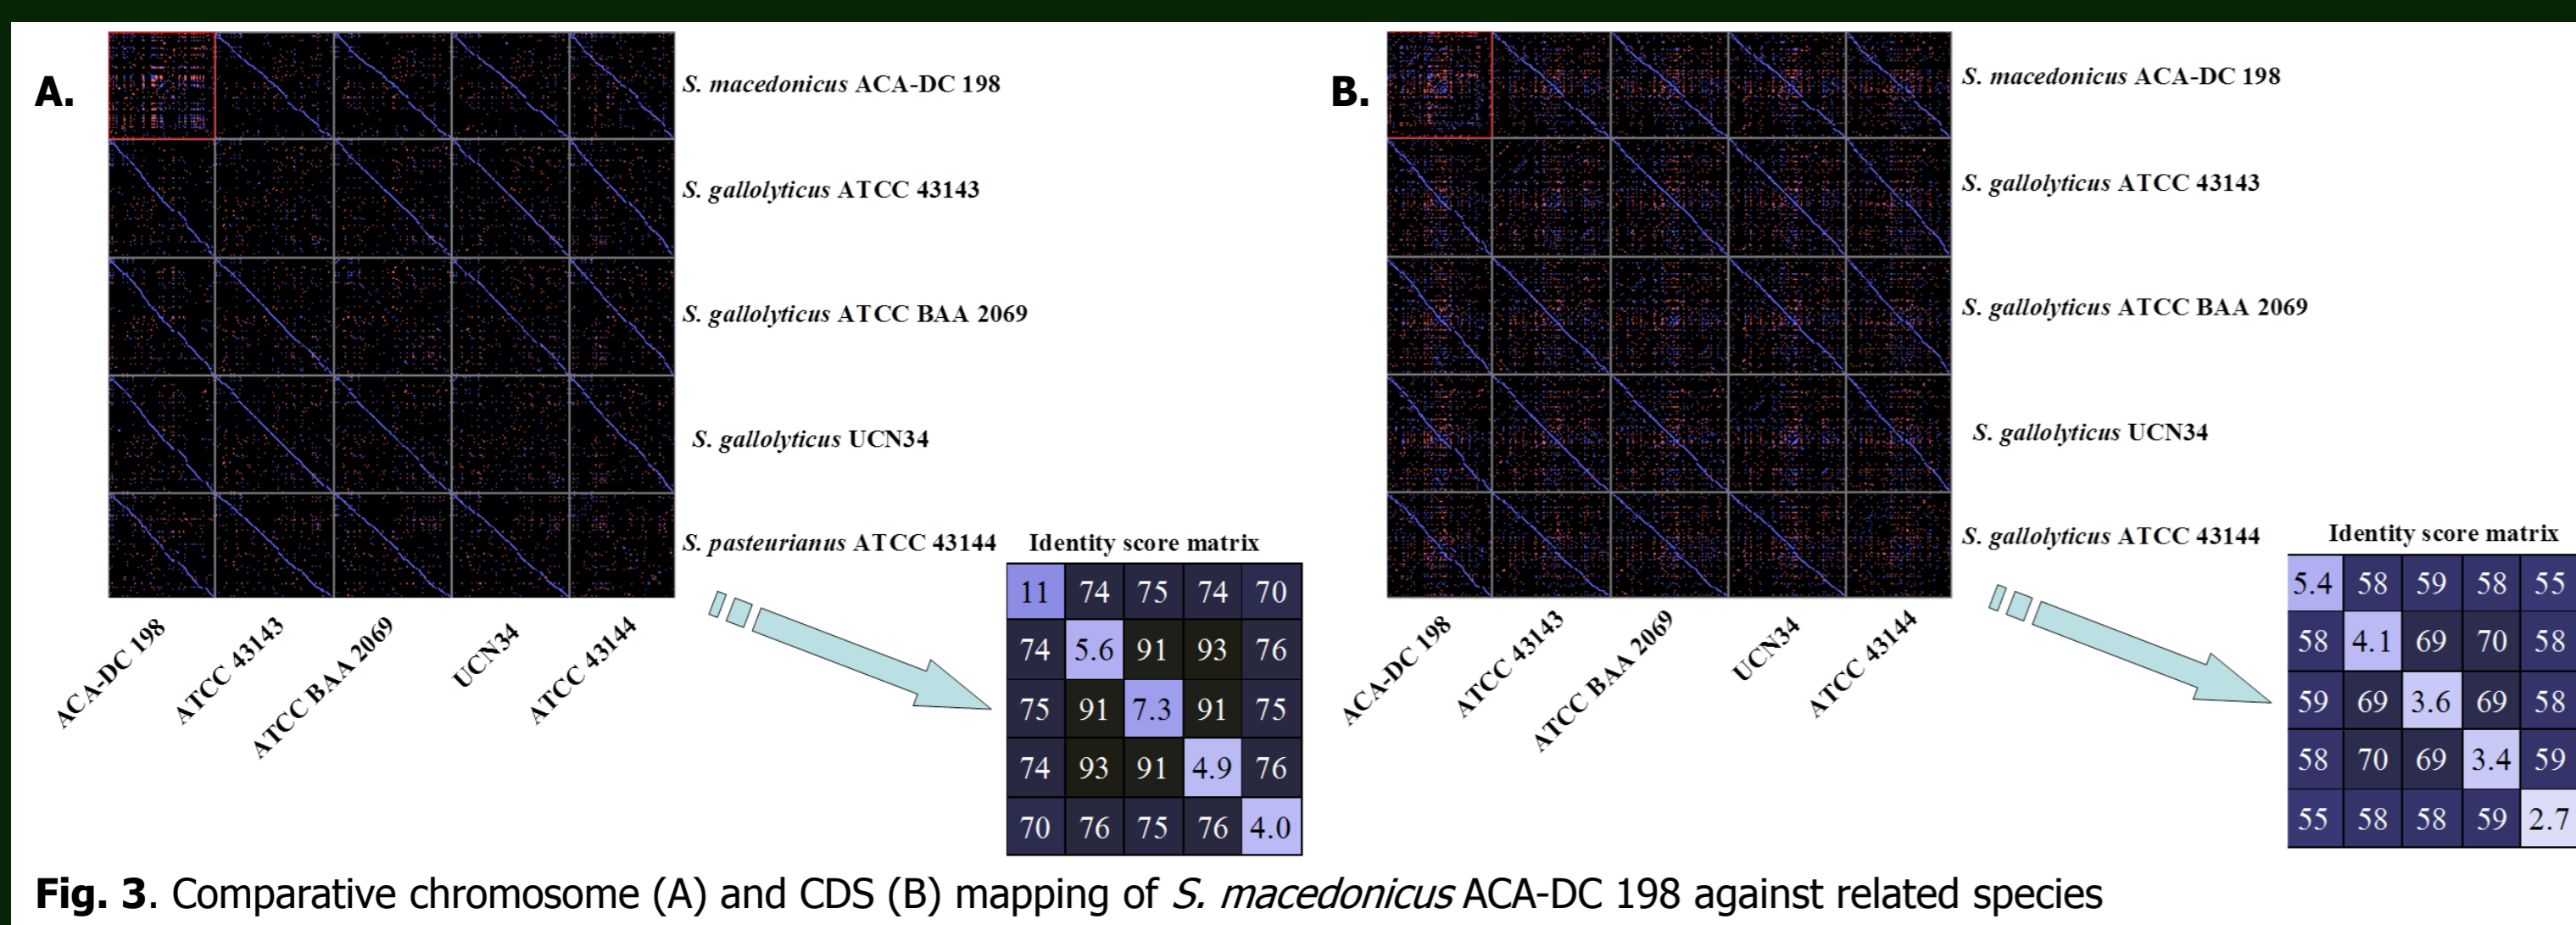 A.
S. macedonicus ACA-DC 198
S. gallolyticus ATCC 43143
S. gallolyticus ATCC BAA 2069
S. gallolyticus UCN34
S. pasteurianus ATCC 43144
ACA-DC 198
ATCC 43143
ATCC BAA 2069
UCN34
ATCC 43144
Identity score matrix
11 74 75 74 70
74 5.6 91 93 76
75 91 7.3 91 75
74 93 91 4.9 76
70 76 75 76 4.0
B.
S. macedonicus ACA-DC 198
S. gallolyticus ATCC 43143
S. gallolyticus ATCC BAA 2069
S. gallolyticus UCN34
S. gallolyticus ATCC 43144
ACA-DC 198
ATCC 43143
ATCC BAA 2069
UCN34
ATCC 43144
Identity score matrix
5.4 58 59 58 55
58 4.1 69 70 58
59 69 3.6 69 58
58 70 69 3.4 59
55 58 58 59 2.7
Fig. 3. Comparative chromosome (A) and CDS (B) mapping of S. macedonicus ACA-DC 198 against related species